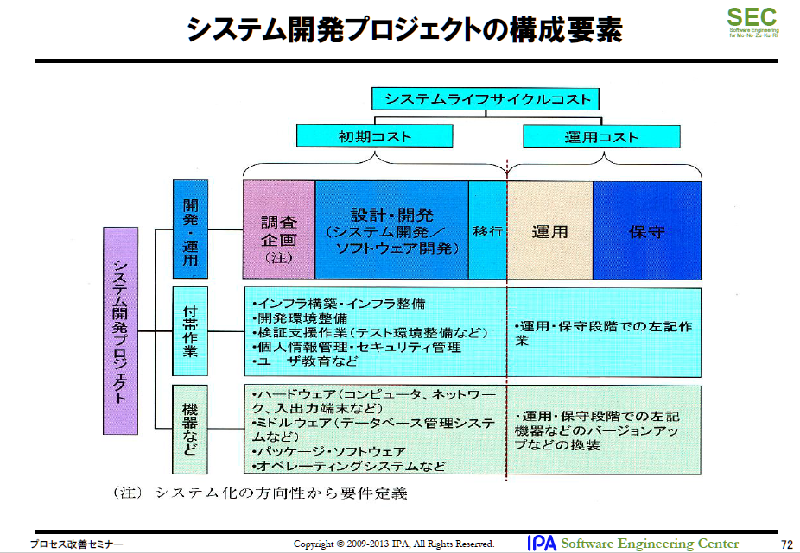 システム開発プロジェクトの構成要素
SEC
Software Engineering
システムライフサイクルコスト
初期コスト
運用コスト
開発・運用
調査
企画
(注)
設計・開発
(システム開発/
ソフトウェア開発)
移行
運用
保守
システム開発プロジェクト
付帯作業
・インフラ構築・インフラ整備
・開発環境整備
・検証支援作業(テスト環境整備など)
・個人情報管理・セキュリティ管理
・ユーザ教育など
・運用・保守段階での左記作
業
機器など
・ハードウェア(コンピュータ、ネットワー
ク、入出力端末など)
・ミドルウェア(データベース管理システ
ムなど)
・パッケージ・ソフトウェア
・オペレーティングシステムなど
・運用・保守段階での左記
機器などのバージョンアッ
プなどの換装
(注) システム化の方向性から要件定義
プロセス改善セミナー
Copyright © 2009-2013 IPA. All Rights Reserved.
IPA Software Engineering Center
72